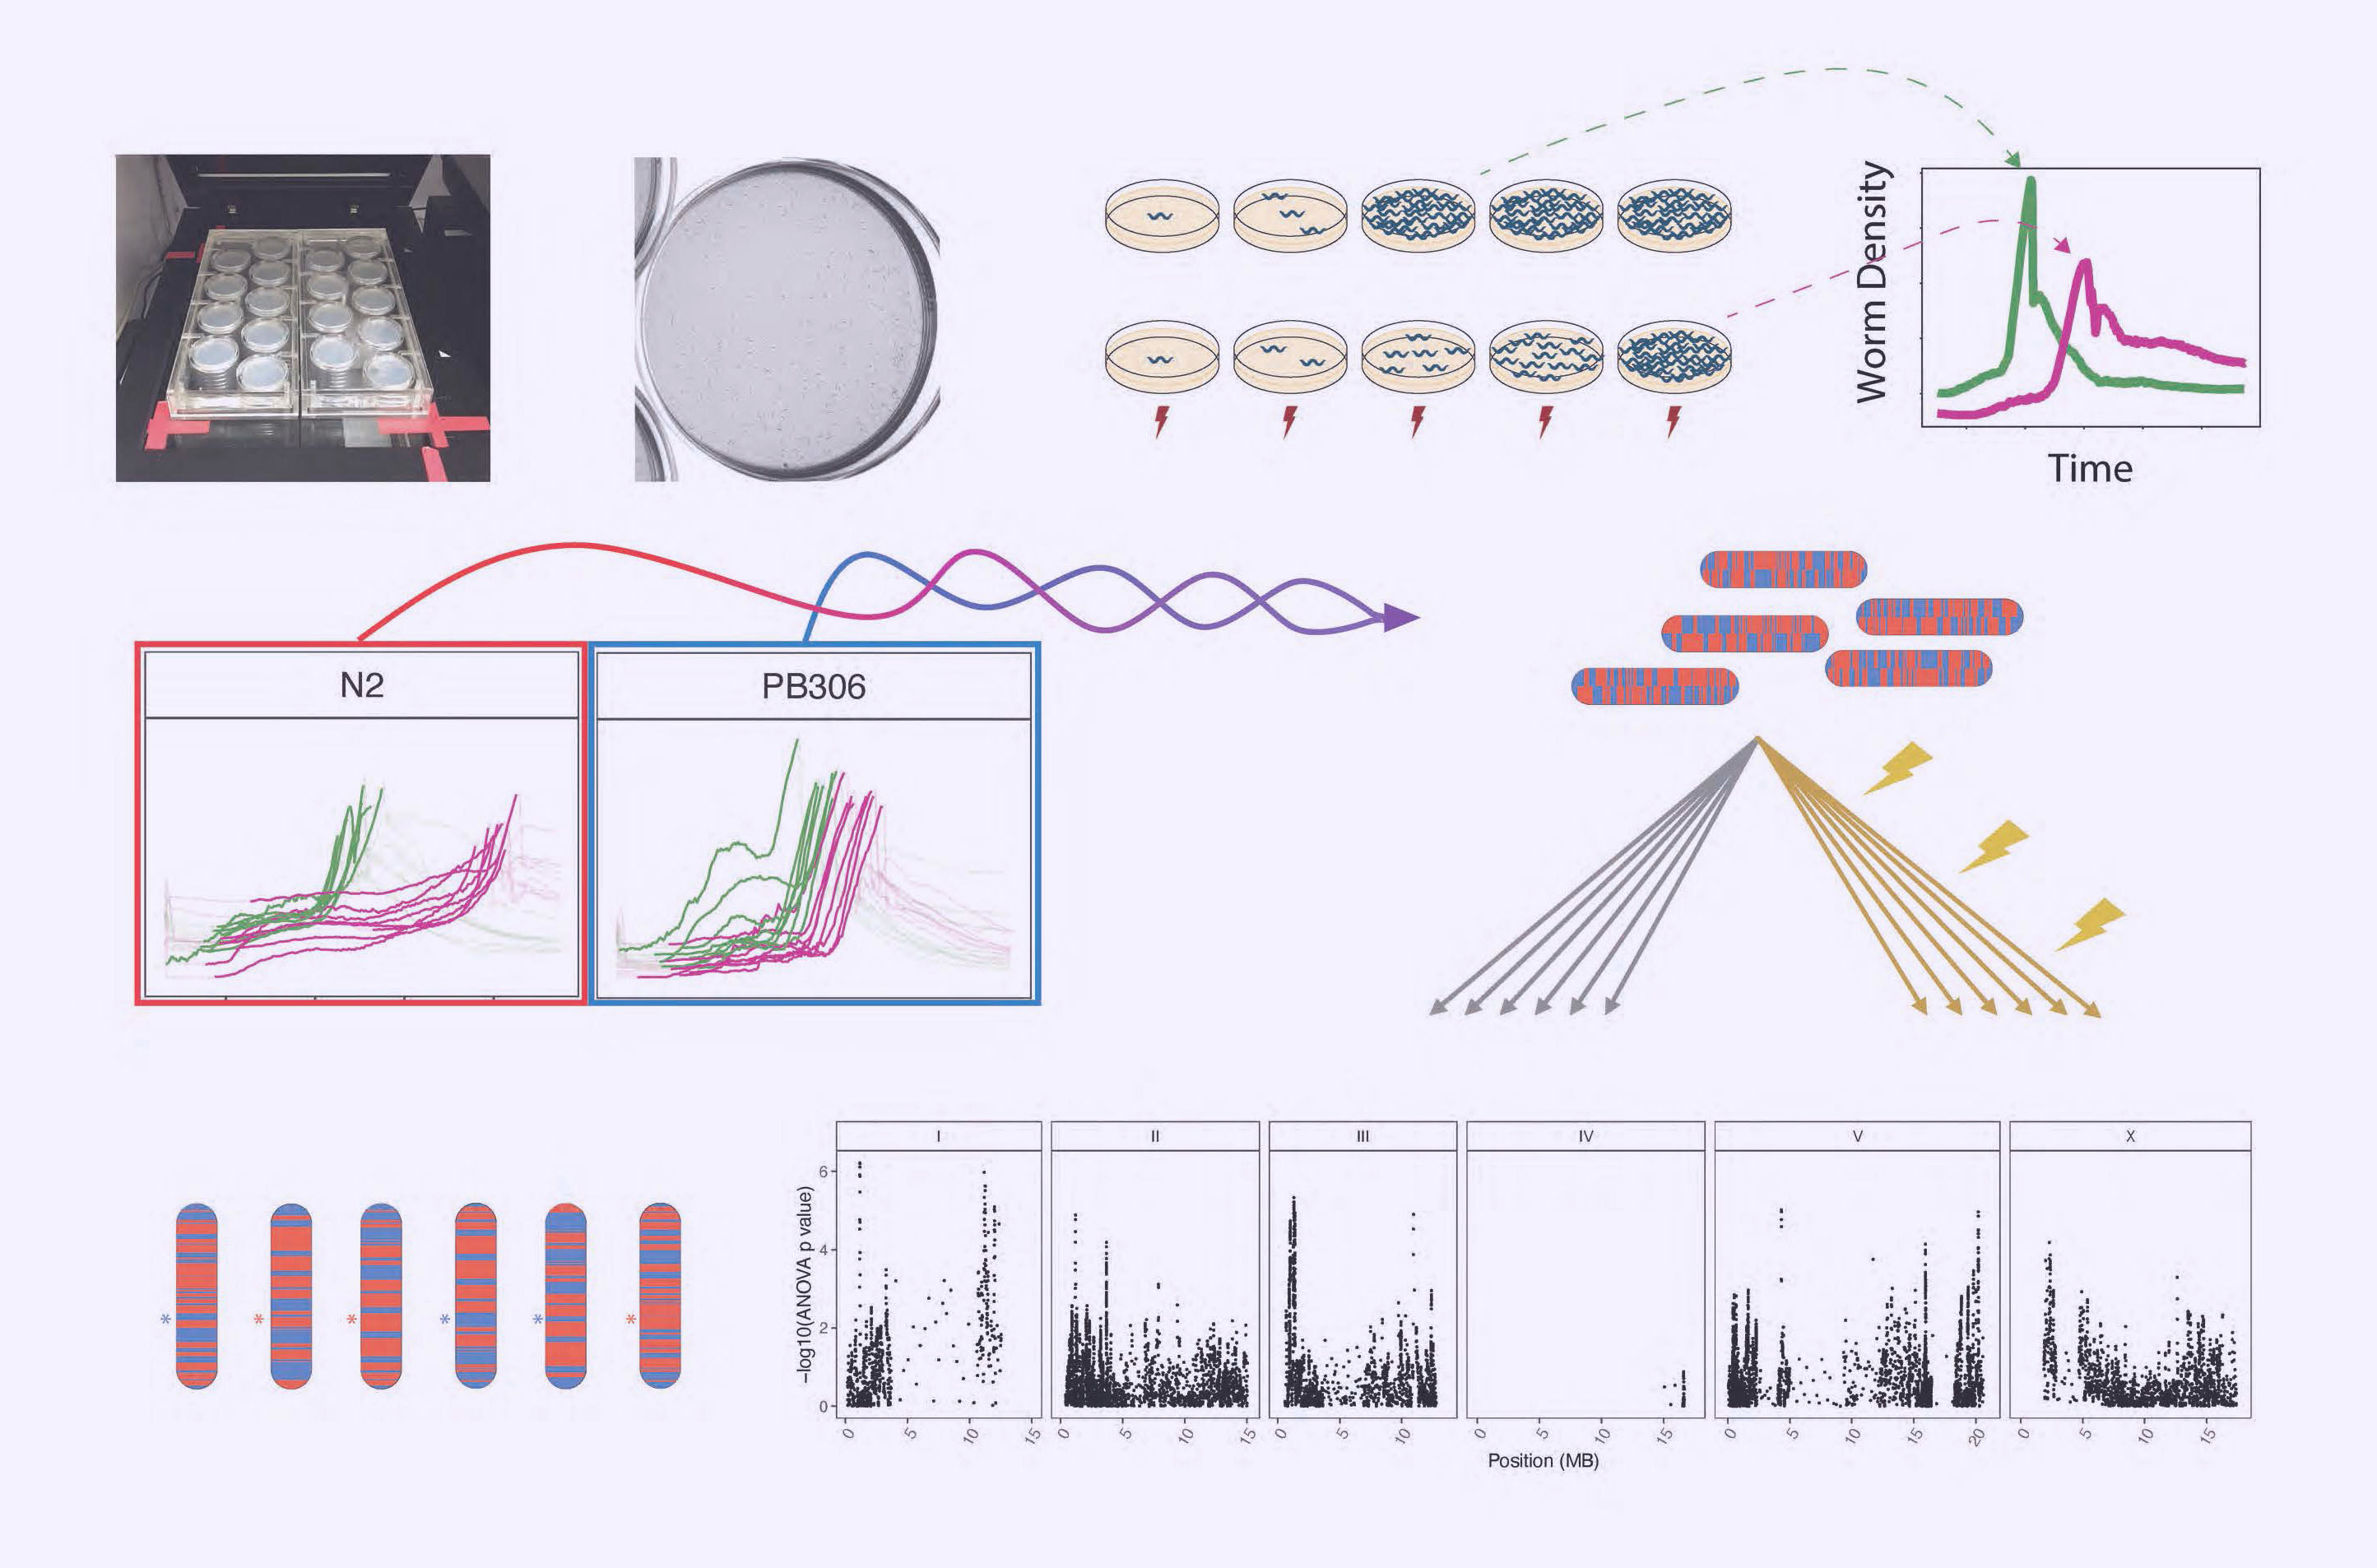 Worm Density
Time
N2
PB306
* * * * * *
I II III IV V X
−log10(ANOVA p value)
6
4
2
0
0 5 10 15 0 5 10 15 0 5 10 0 5 10 15 0 5 10 15 20 0 5 10 15
Position (MB)